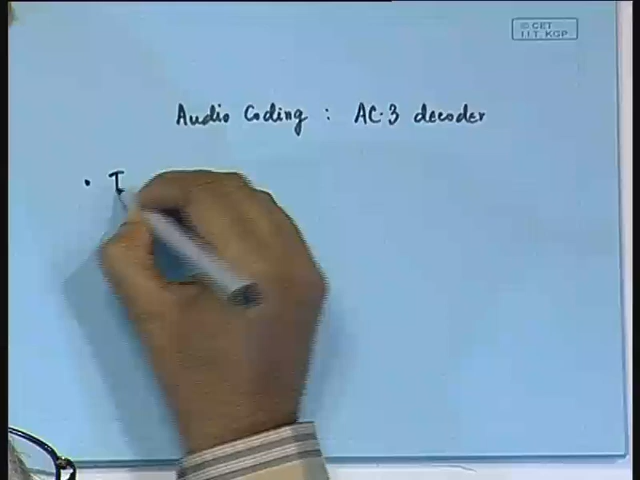 © CET
I.I.T. KGP
Audio Coding : AC-3 decoder
• I